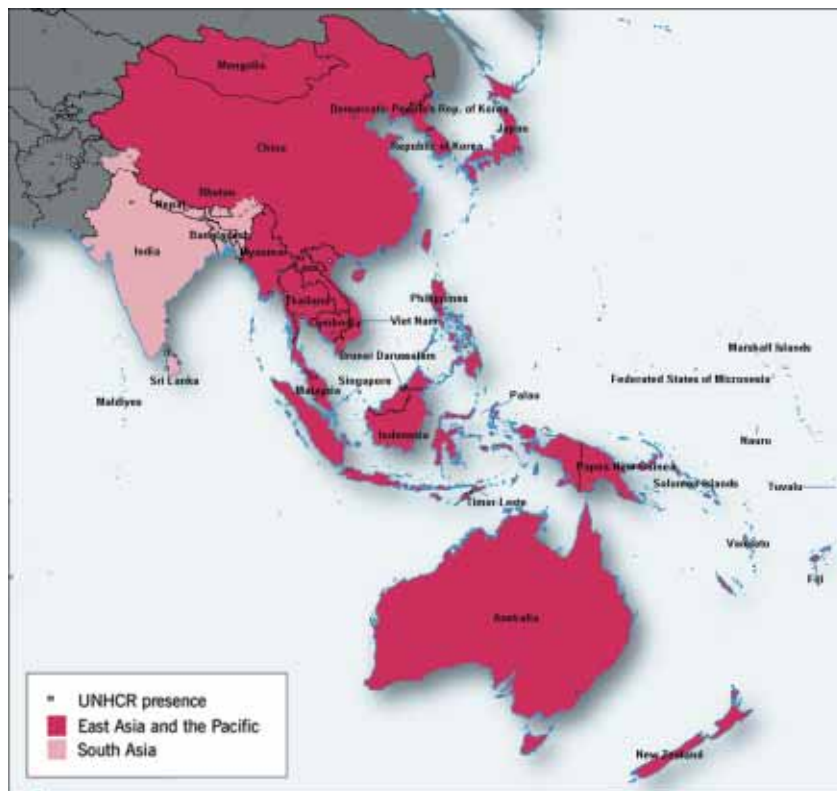 Mongolia
Democratic People's Rep. of Korea
Japan
Republic of Korea
China
Bhutan
Nepal
Bangladesh
Myanmar
India
Thailand
Philippines
Cambodia
Viet Nam
Brunei Darussalam
Marshall Islands
Sri Lanka
Singapore
Federated States of Micronesia
Malaysia
Maldives
Palau
Indonesia
Nauru
Papua New Guinea
Solomon Islands
Tuvalu
Timor-Leste
Vanuatu
Fiji
Australia
UNHCR presence
East Asia and the Pacific
South Asia
New Zealand